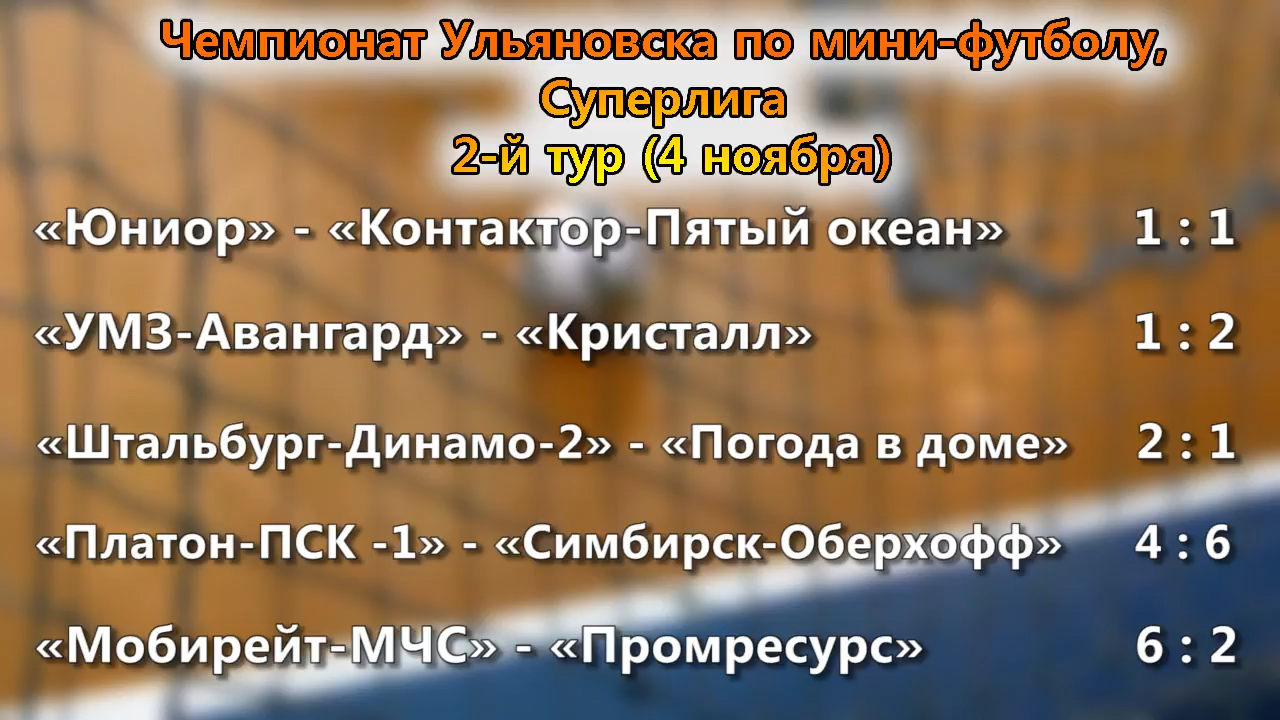 Чемпионат Ульяновска по мини-футболу,
Суперлига
2-й тур (4 ноября)
«Юниор» - «Контактор-Пятый океан» 1 : 1
«УМЗ-Авангард» - «Кристалл» 1 : 2
«Штальбург-Динамо-2» - «Погода в доме» 2 : 1
«Платон-ПСК -1» - «Симбирск-Оберхофф» 4 : 6
«Мобирейт-МЧС» - «Промресурс» 6 : 2